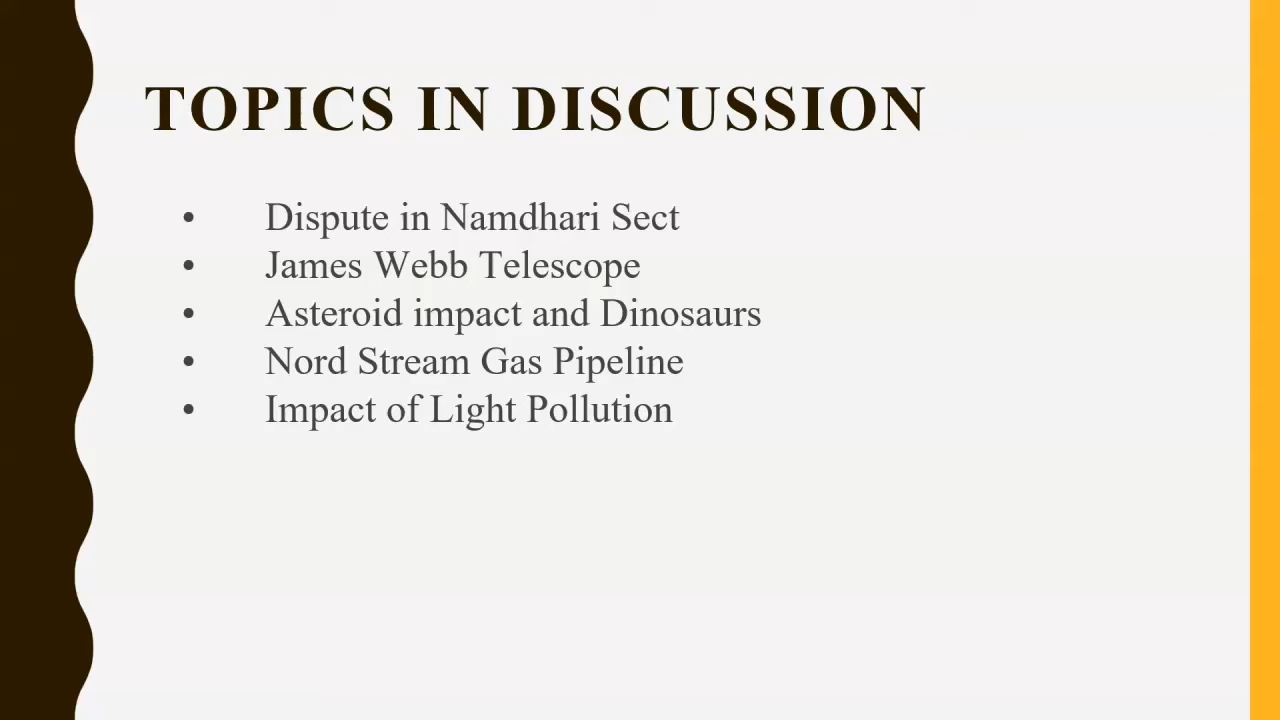 TOPICS IN DISCUSSION
• Dispute in Namdhari Sect
• James Webb Telescope
• Asteroid impact and Dinosaurs
• Nord Stream Gas Pipeline
• Impact of Light Pollution